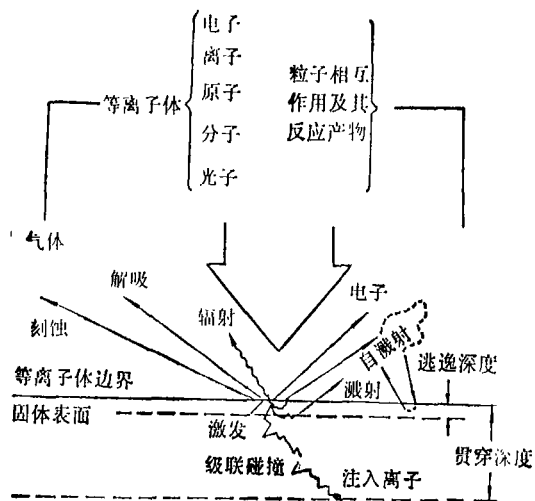 电子
离子
等离子体
原子
分子
光子
粒子相互
作用及其
反应产物
气体
解吸
刻蚀
辐射
电子
自溅射
逃逸深度
等离子体边界
溅射
固体表面
激发
级联碰撞
注入离子
贯穿深度